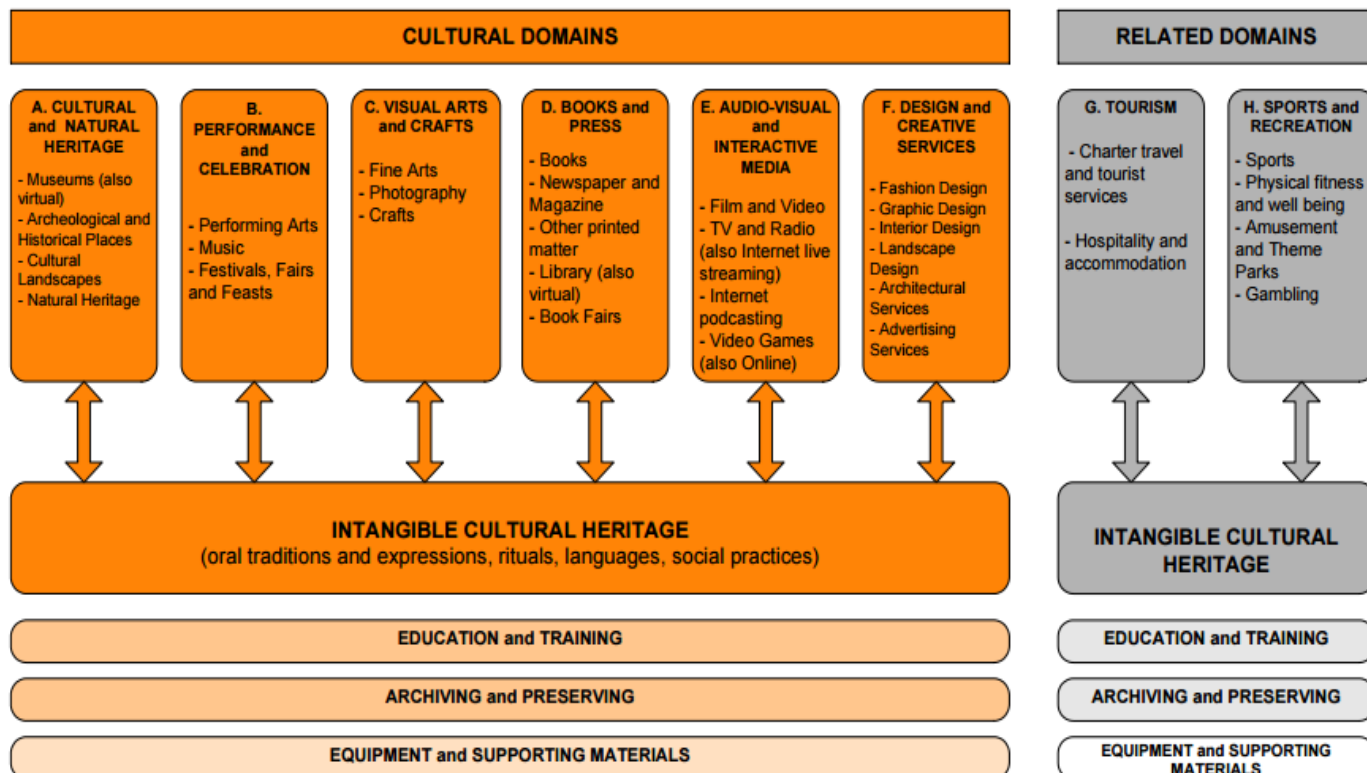 CULTURAL DOMAINS
RELATED DOMAINS
A. CULTURAL
and NATURAL
HERITAGE
- Museums (also
virtual)
- Archeological and
Historical Places
- Cultural
Landscapes
- Natural Heritage
B.
PERFORMANCE
and
CELEBRATION
- Performing Arts
- Music
- Festivals, Fairs
and Feasts
C. VISUAL ARTS
and CRAFTS
- Fine Arts
- Photography
- Crafts
D. BOOKS and
PRESS
- Books
- Newspaper and
Magazine
- Other printed
matter
- Library (also
virtual)
- Book Fairs
E. AUDIO-VISUAL
and
INTERACTIVE
MEDIA
- Film and Video
- TV and Radio
(also Internet live
streaming)
- Internet
podcasting
- Video Games
(also Online)
F. DESIGN and
CREATIVE
SERVICES
- Fashion Design
- Graphic Design
- Interior Design
- Landscape
Design
- Architectural
Services
- Advertising
Services
G. TOURISM
- Charter travel
and tourist
services
- Hospitality and
accommodation
H. SPORTS and
RECREATION
- Sports
- Physical fitness
and well being
- Amusement
and Theme
Parks
- Gambling
INTANGIBLE CULTURAL HERITAGE
(oral traditions and expressions, rituals, languages, social practices)
INTANGIBLE CULTURAL
HERITAGE
EDUCATION and TRAINING
EDUCATION and TRAINING
ARCHIVING and PRESERVING
ARCHIVING and PRESERVING
EQUIPMENT and SUPPORTING MATERIALS
EQUIPMENT and SUPPORTING
MATERIALS